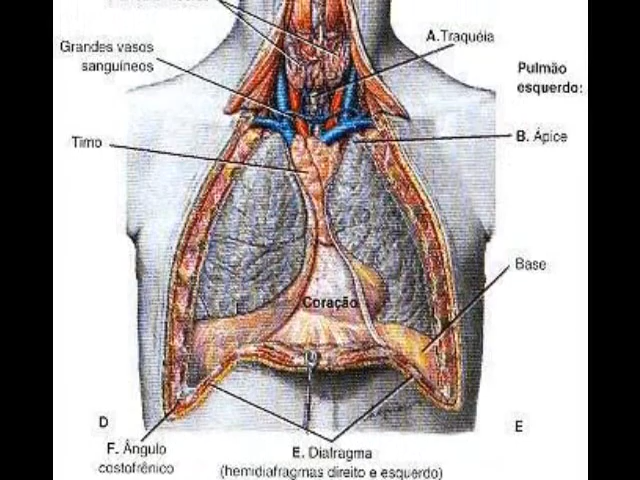 Grandes vasos
sanguíneos
A. Traquéia
Pulmão
esquerdo:
Timo
B. Ápice
Base
Coração
D
E
F. Ângulo
costofrênico
E. Diafragma
(hemidiafragmas direito e esquerdo)